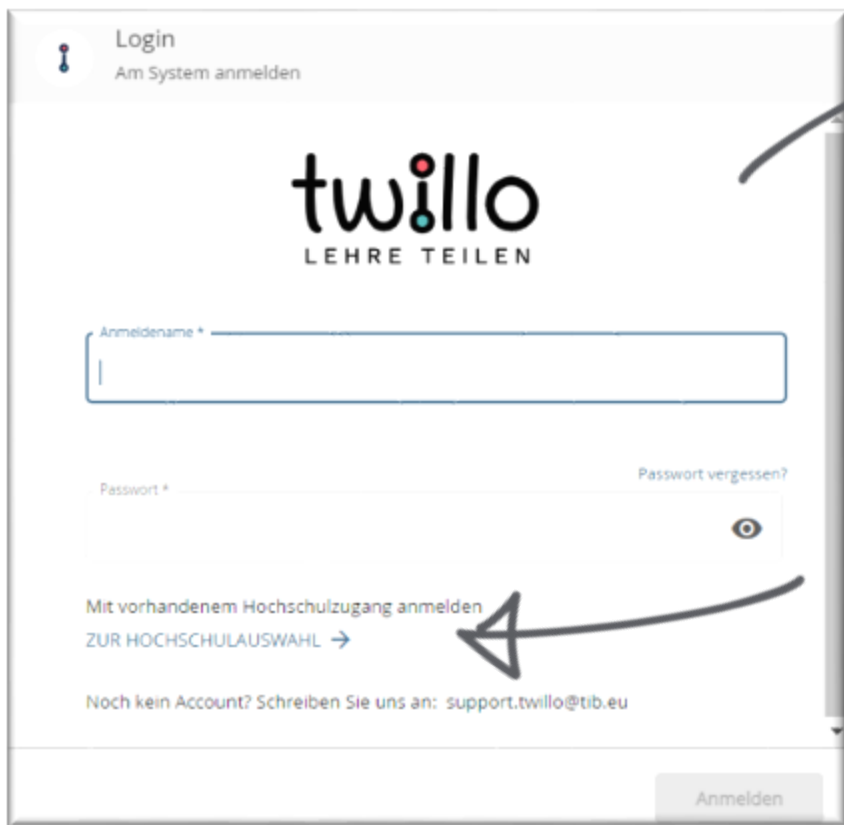 Login
Am System anmelden
twillo
LEHRE TEILEN
Anmeldename *
Passwort vergessen?
Passwort *
Mit vorhandenem Hochschulzugang anmelden
ZUR HOCHSCHULAUSWAHL →
Noch kein Account? Schreiben Sie uns an: support.twillo@tib.eu
Anmelden